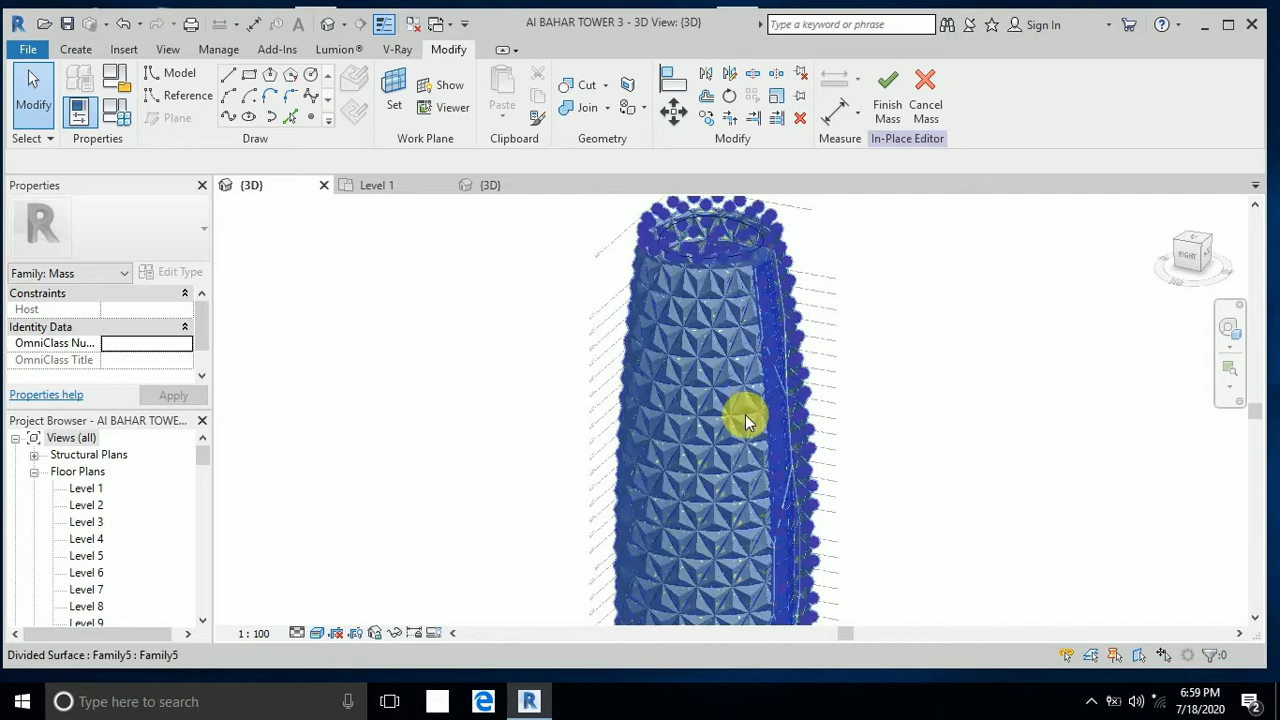 AI BAHAR TOWER 3 - 3D View: {3D}
Type a keyword or phrase
Sign In
File
Create
Insert
View
Manage
Add-Ins
Lumion®
V-Ray
Modify
Modify
Model
Reference
Plane
Set
Show
Viewer
Paste
Cut
Join
Finish
Mass
Cancel
Mass
Select
Properties
Draw
Work Plane
Clipboard
Geometry
Modify
Measure
In-Place Editor
Properties
{3D}
Level 1
{3D}
R
Family: Mass
Edit Type
Constraints
Host
Identity Data
OmniClass Nu...
OmniClass Title
Properties help
Apply
Project Browser - AI BAHAR TOWE...
Views (all)
Structural Plans
Floor Plans
Level 1
Level 2
Level 3
Level 4
Level 5
Level 6
Level 7
Level 8
Level 9
RIGHT
1 : 100
Divided Surface : Family5 : Family5
:0
Type here to search
6:59 PM
7/18/2020
2